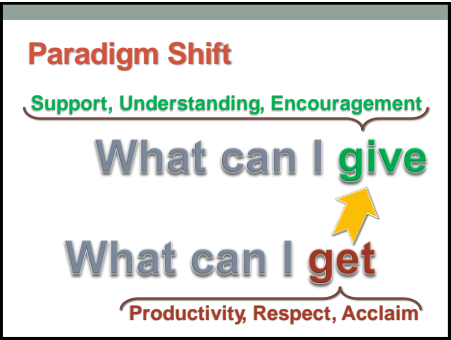 Paradigm Shift
Support, Understanding, Encouragement
What can I give
What can I get
Productivity, Respect, Acclaim